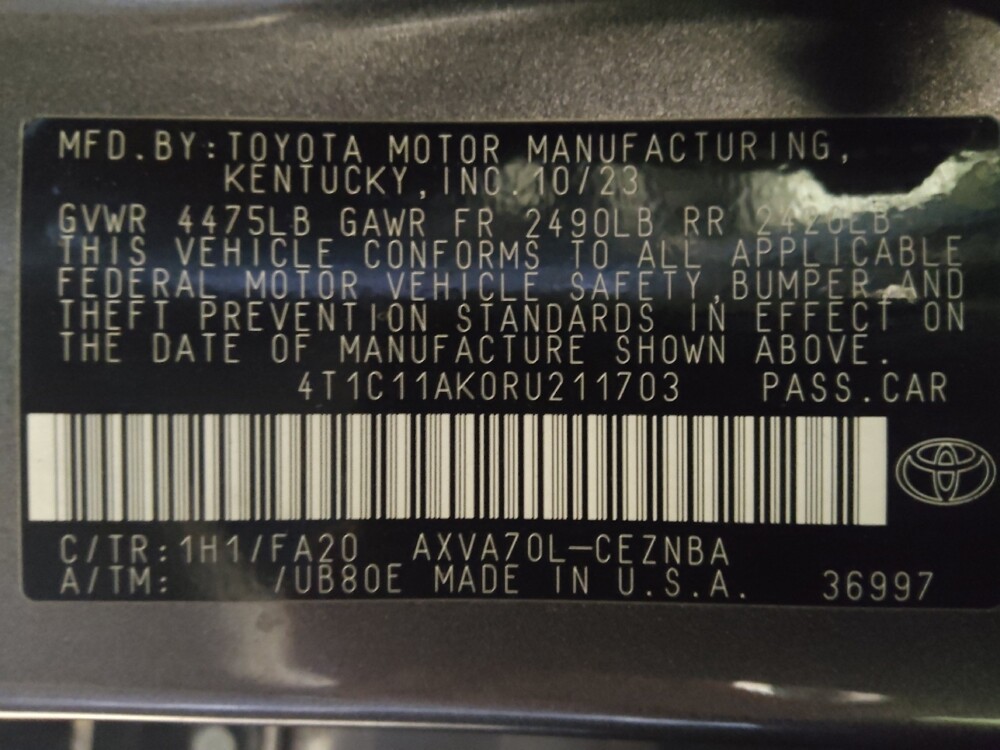 MFD.BY:TOYOTA MOTOR MANUFACTURING,
KENTUCKY,INC.10/23
GVWR 4475LB GAWR FR 2490LB RR 2420LB
THIS VEHICLE CONFORMS TO ALL APPLICABLE
FEDERAL MOTOR VEHICLE SAFETY,BUMPER AND
THEFT PREVENTION STANDARDS IN EFFECT ON
THE DATE OF MANUFACTURE SHOWN ABOVE.
4T1C11AK0RU211703 PASS.CAR
C/TR:1H1/FA20 AXVA70L-CEZNBA
A/TM: /UB80E MADE IN U.S.A. 36997